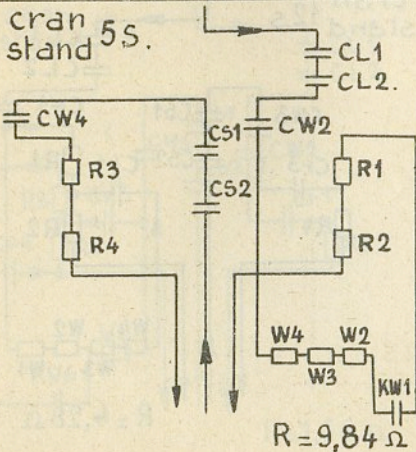 cran 5S.
stand
CL1
CL2.
CW4
CS1
CW2
CS2
R3
R1
R4
R2
W4
W3
W2
KW1
R=9,84 Ω